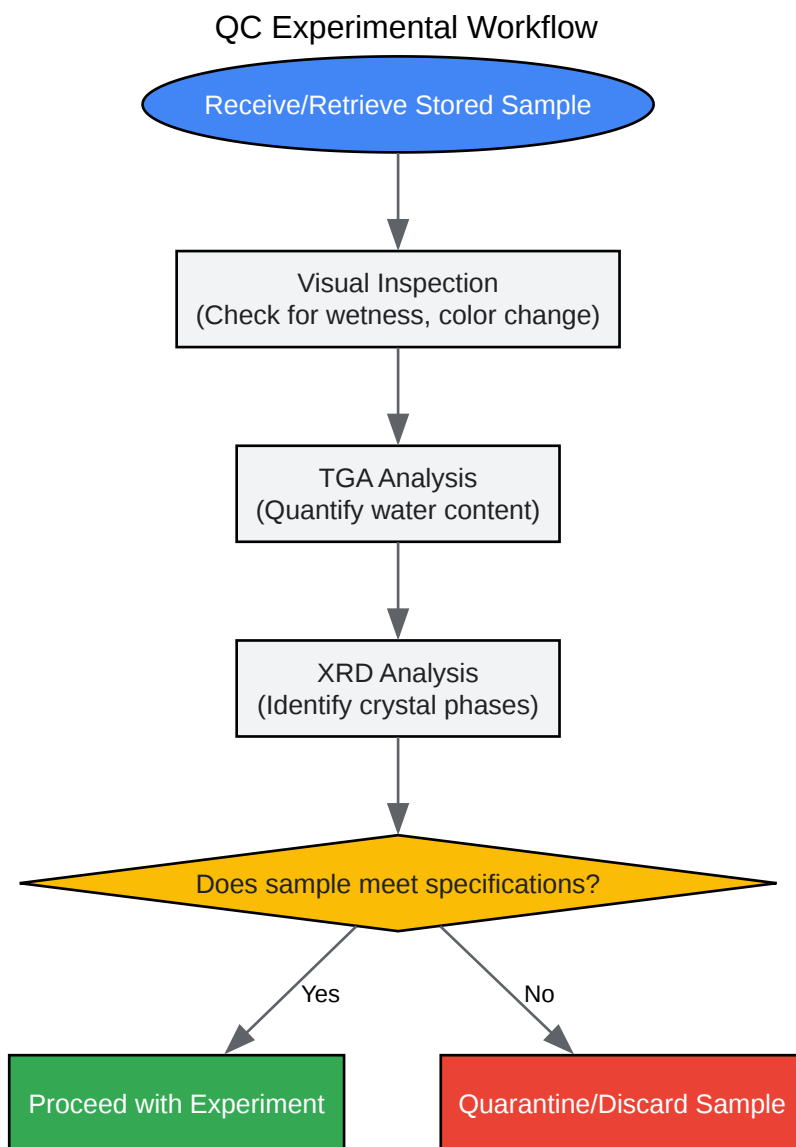 QC Experimental Workflow
Receive/Retrieve Stored Sample
Visual Inspection
(Check for wetness, color change)
TGA Analysis
(Quantify water content)
XRD Analysis
(Identify crystal phases)
Does sample meet specifications?
Yes
No
Proceed with Experiment
Quarantine/Discard Sample